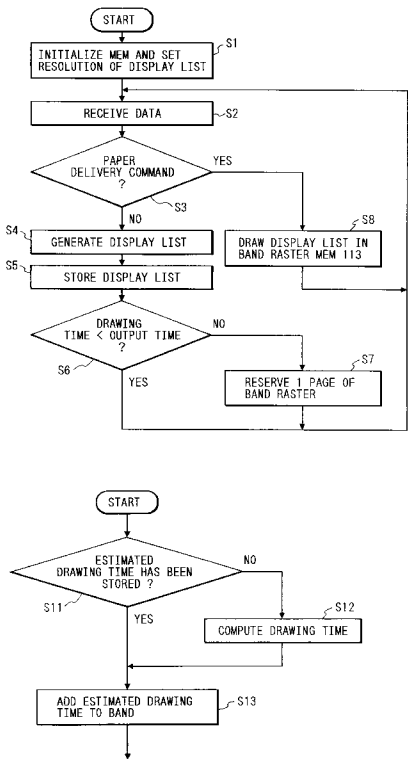 START
INITIALIZE MEM AND SET
RESOLUTION OF DISPLAY LIST
S1
RECEIVE DATA
S2
PAPER
DELIVERY COMMAND
?
YES
S3
NO
S4
GENERATE DISPLAY LIST
S8
DRAW DISPLAY LIST IN
BAND RASTER MEM 113
S5
STORE DISPLAY LIST
DRAWING
TIME < OUTPUT TIME
?
NO
S6
YES
S7
RESERVE 1 PAGE OF
BAND RASTER
START
ESTIMATED
DRAWING TIME HAS BEEN
STORED ?
NO
S11
YES
S12
COMPUTE DRAWING TIME
ADD ESTIMATED DRAWING
TIME TO BAND
S13